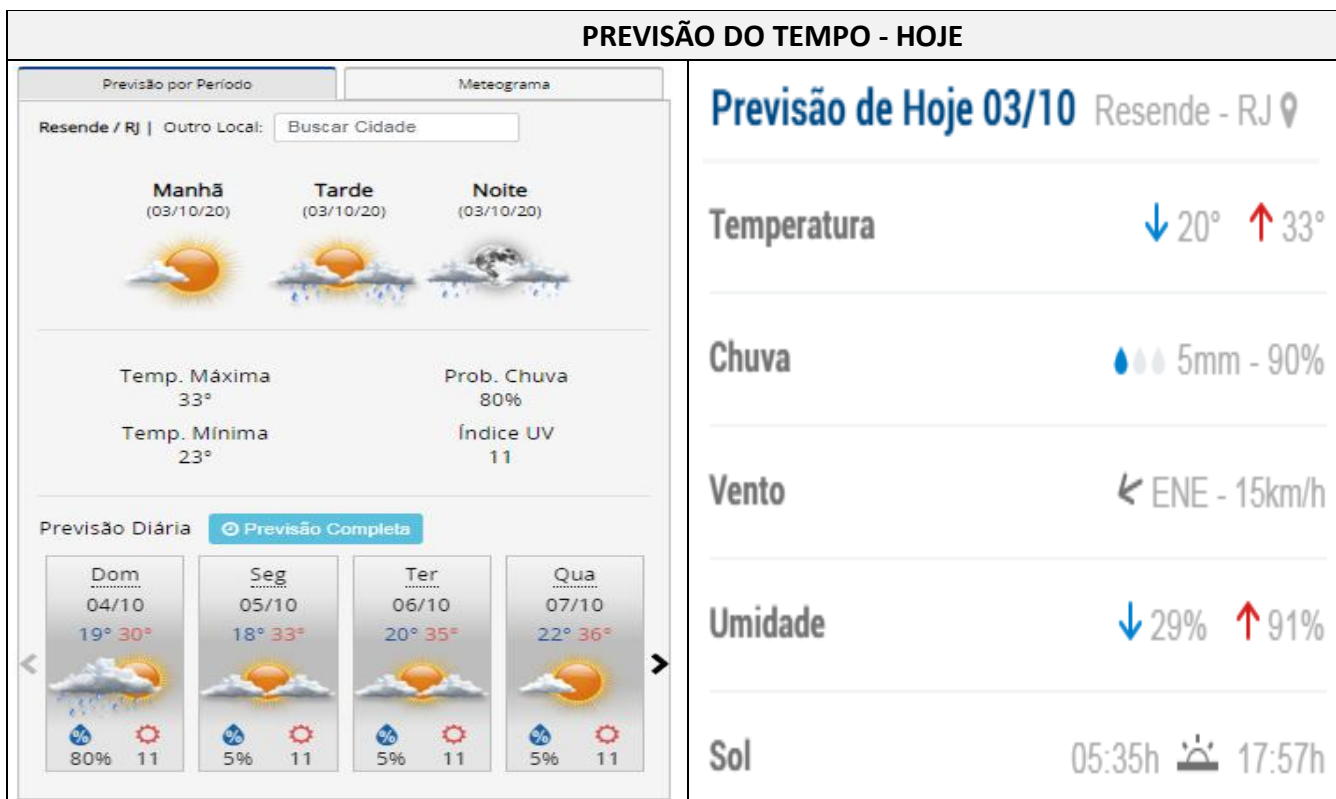 PREVISÃO DO TEMPO - HOJE
Previsão por Período
Meteograma
Resende / RJ | Outro Local: Buscar Cidade
Manhã Tarde Noite
(03/10/20) (03/10/20) (03/10/20)
Temp. Máxima Prob. Chuva
33° 80%
Temp. Mínima Índice UV
23° 11
Previsão Diária Previsão Completa
Dom Seg Ter Qua
04/10 05/10 06/10 07/10
19° 30° 18° 33° 20° 35° 22° 36°
% % % %
80% 11 5% 11 5% 11 5% 11
Previsão de Hoje 03/10 Resende - RJ
Temperatura 20° 33°
Chuva 5mm - 90%
Vento ENE - 15km/h
Umidade 29% 91%
Sol 05:35h 17:57h